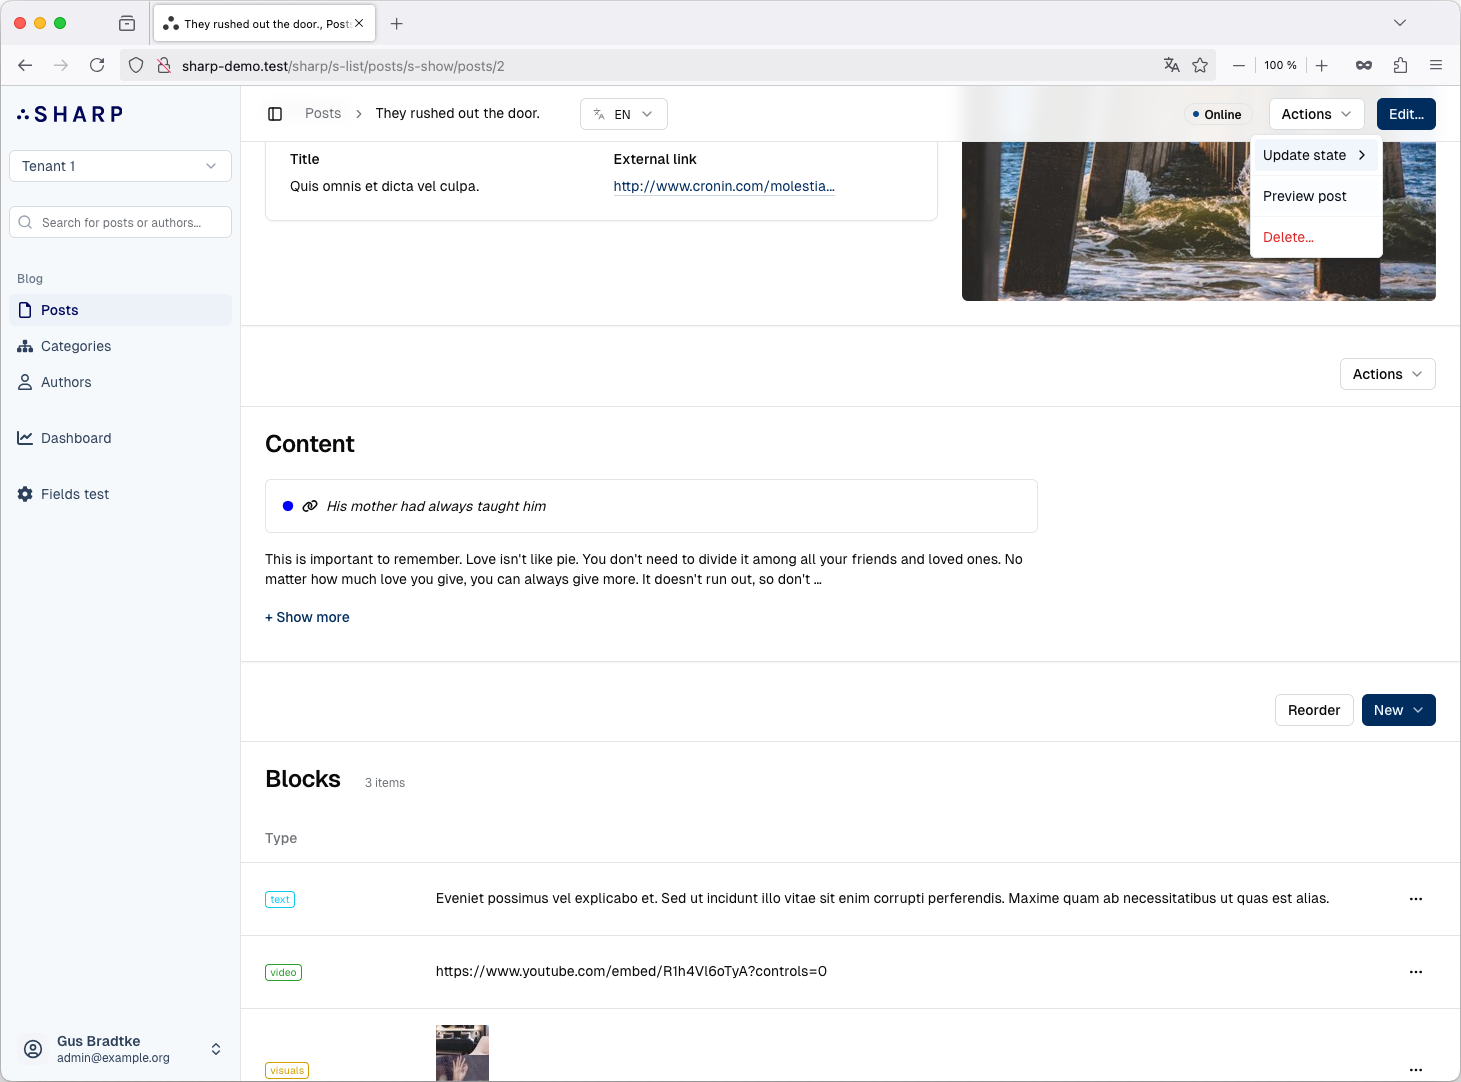 They rushed out the door., Posts
sharp-demo.test/sharp/s-list/posts/s-show/posts/2
100 %
SHARP
Tenant 1
Search for posts or authors...
Blog
Posts
Categories
Authors
Dashboard
Fields test
Gus Bradtke
admin@example.org
Posts
They rushed out the door.
EN
Online
Actions
Edit...
Update state
Preview post
Delete...
Title
External link
Quis omnis et dicta vel culpa.
http://www.cronin.com/molestia...
Actions
Content
His mother had always taught him
This is important to remember. Love isn't like pie. You don't need to divide it among all your friends and loved ones. No
matter how much love you give, you can always give more. It doesn't run out, so don't ...
+ Show more
Reorder
New
Blocks
3 items
Type
text
Eveniet possimus vel explicabo et. Sed ut incidunt illo vitae sit enim corrupti perferendis. Maxime quam ab necessitatibus ut quas est alias.
video
https://www.youtube.com/embed/R1h4Vl6oTyA?controls=0
visuals